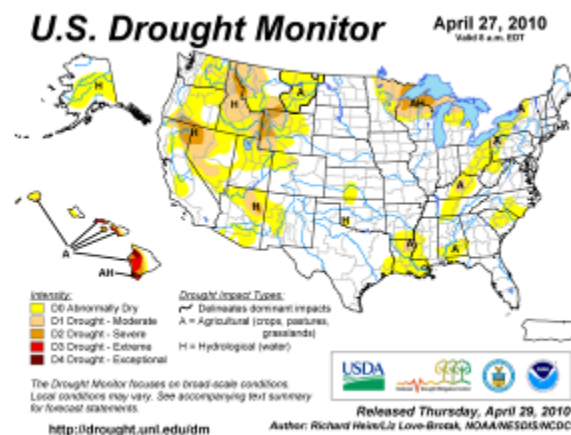 U.S. Drought Monitor
April 27, 2010
Valid 8 a.m. EDT
H
A
H
AH
A
H
A
A
H
H
A
A
A
AH
Intensity:
D0 Abnormally Dry
D1 Drought - Moderate
D2 Drought - Severe
D3 Drought - Extreme
D4 Drought - Exceptional
Drought Impact Types:
Delineates dominant impacts
A = Agricultural (crops, pastures,
grasslands)
H = Hydrological (water)
The Drought Monitor focuses on broad-scale conditions.
Local conditions may vary. See accompanying text summary
for forecast statements.
http://drought.unl.edu/dm
USDA
Released Thursday, April 29, 2010
Author: Richard Heim/Liz Love-Brotak, NOAA/NESDIS/NCDC